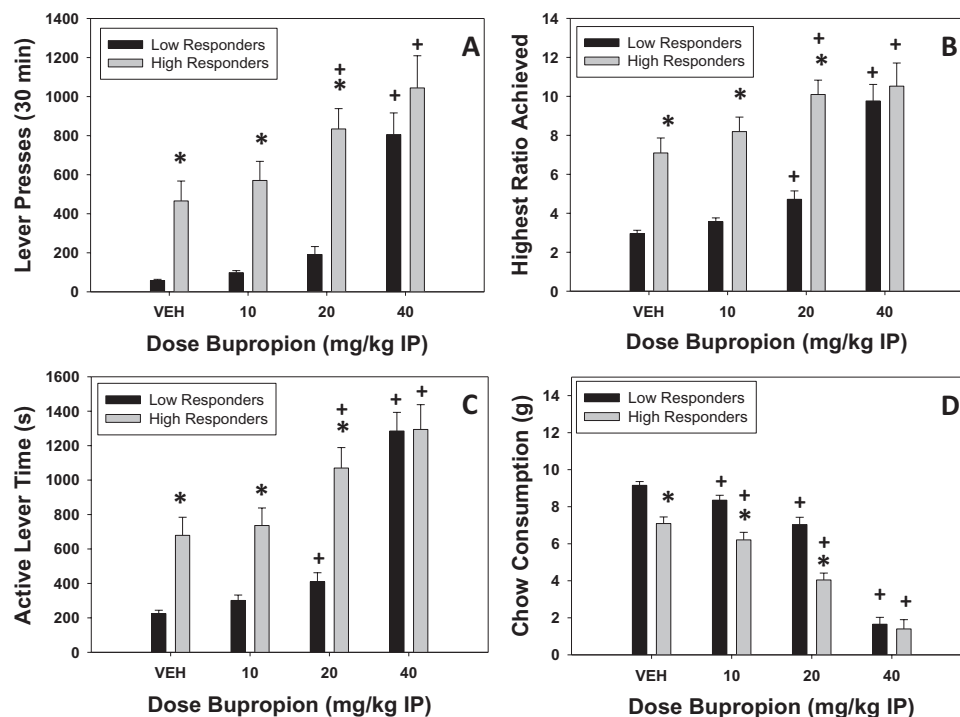 A
Low Responders
High Responders
Lever Presses (30 min)
1400
1200
1000
800
600
400
200
0
*
*
+
*
+
+
VEH 10 20 40
Dose Bupropion (mg/kg IP)
B
Low Responders
High Responders
Highest Ratio Achieved
14
12
10
8
6
4
2
0
*
*
+
+
*
+
+
VEH 10 20 40
Dose Bupropion (mg/kg IP)
C
Low Responders
High Responders
Active Lever Time (s)
1600
1400
1200
1000
800
600
400
200
0
*
*
+
+
*
+
+
VEH 10 20 40
Dose Bupropion (mg/kg IP)
D
Low Responders
High Responders
Chow Consumption (g)
14
12
10
8
6
4
2
0
*
+
+
*
+
+
*
+
+
VEH 10 20 40
Dose Bupropion (mg/kg IP)